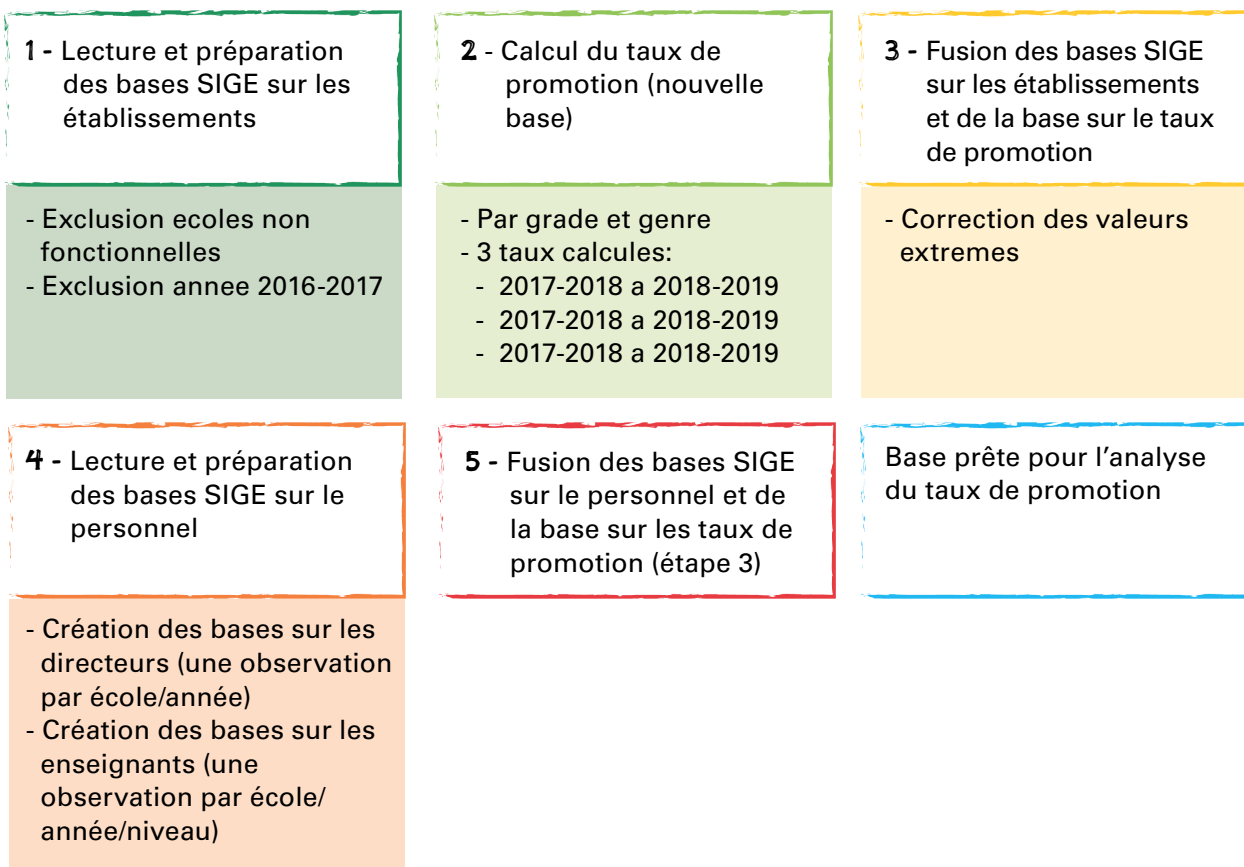 1 - Lecture et préparation
des bases SIGE sur les
établissements
- Exclusion ecoles non
fonctionnelles
- Exclusion annee 2016-2017
2 - Calcul du taux de
promotion (nouvelle
base)
- Par grade et genre
- 3 taux calcules:
- 2017-2018 a 2018-2019
- 2017-2018 a 2018-2019
- 2017-2018 a 2018-2019
3 - Fusion des bases SIGE
sur les établissements
et de la base sur le taux
de promotion
- Correction des valeurs
extremes
4 - Lecture et préparation
des bases SIGE sur le
personnel
- Création des bases sur les
directeurs (une observation
par école/année)
- Création des bases sur les
enseignants (une
observation par école/
année/niveau)
5 - Fusion des bases SIGE
sur le personnel et de
la base sur les taux de
promotion (étape 3)
Base prête pour l'analyse
du taux de promotion